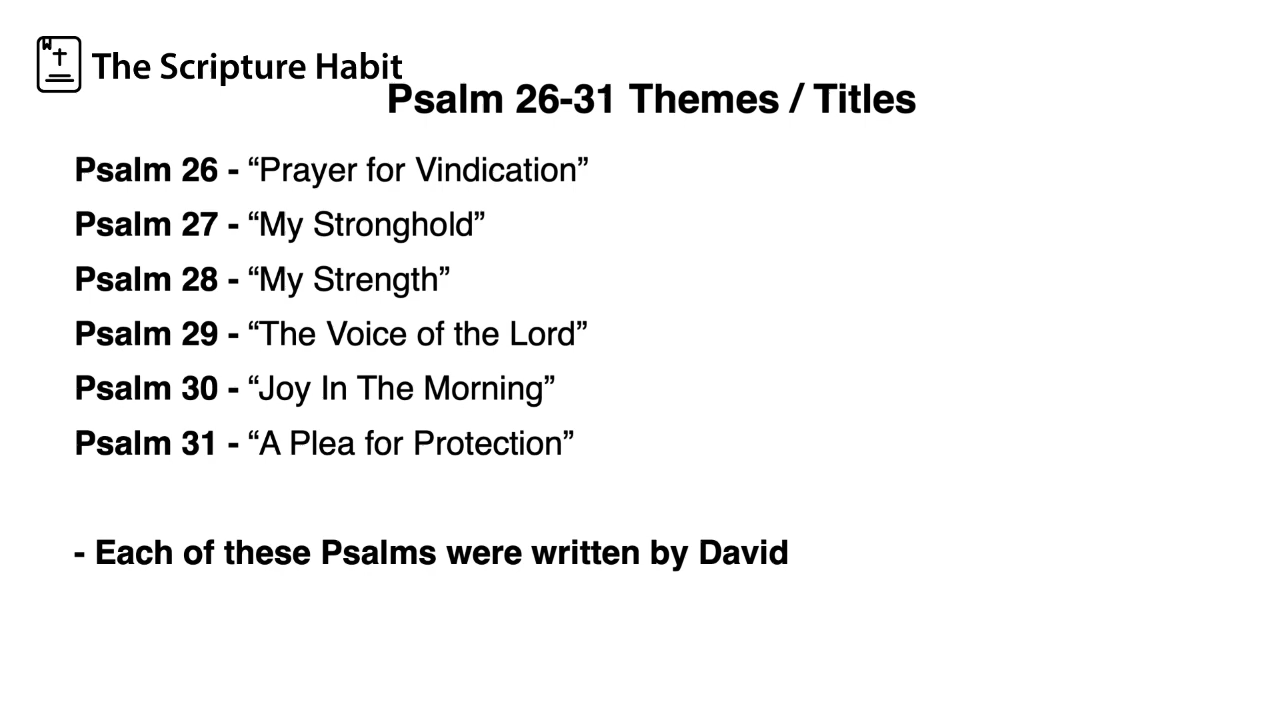 The Scripture Habit
Psalm 26-31 Themes / Titles
Psalm 26 - “Prayer for Vindication”
Psalm 27 - “My Stronghold”
Psalm 28 - “My Strength”
Psalm 29 - “The Voice of the Lord”
Psalm 30 - “Joy In The Morning”
Psalm 31 - “A Plea for Protection”
- Each of these Psalms were written by David